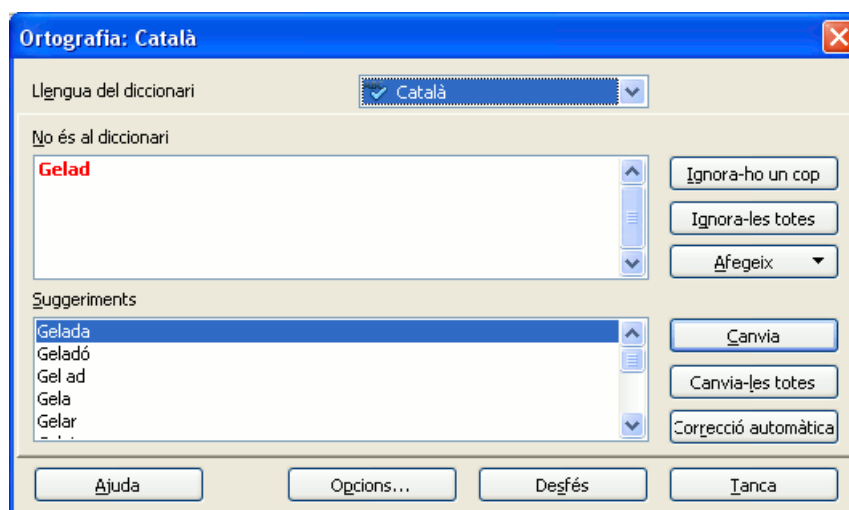 Ortografia: Català
Llengua del diccionari
Català
No és al diccionari
Gelad
Ignora-ho un cop
Ignora-les totes
Afegeix
Suggeriments
Gelada
Geladó
Gel ad
Gela
Gelar
Canvia
Canvia-les totes
Correcció automàtica
Ajuda
Opcions...
Desfés
Tanca